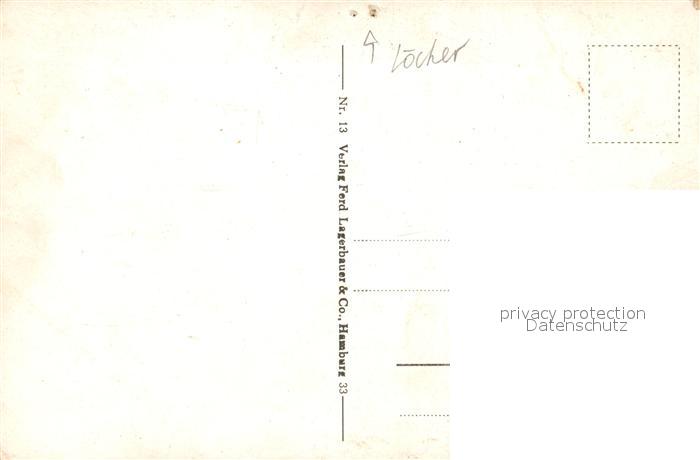 Löcher
Nr. 13 Verlag Ferd Lagerbauer & Co., Hamburg 33
privacy protection
Datenschutz